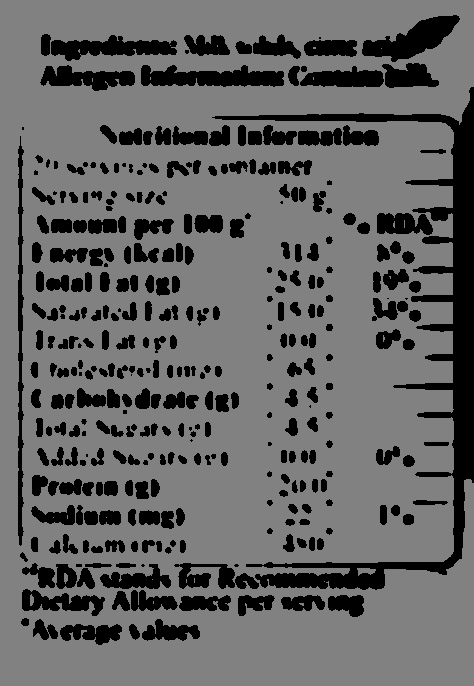 Ingredients: Milk solids, citric acid
Allergen Information: Contains milk.
Nutritional Information
servings per container
Serving size 50 g
Amount per 100 g* % RDA**
Energy (kcal) 314 8%
Total Fat (g) 25.0 19%
Saturated Fat (g) 15.0 34%
Trans Fat (g) 0.0 0%
Cholesterol (mg) 65
Carbohydrate (g) 4.5
Total Sugars (g) 4.5
Added Sugars (g) 0.0 0%
Protein (g) 20.0
Sodium (mg) 22 1%
Calcium (mg)
**RDA stands for Recommended
Dietary Allowance per serving
*Average values